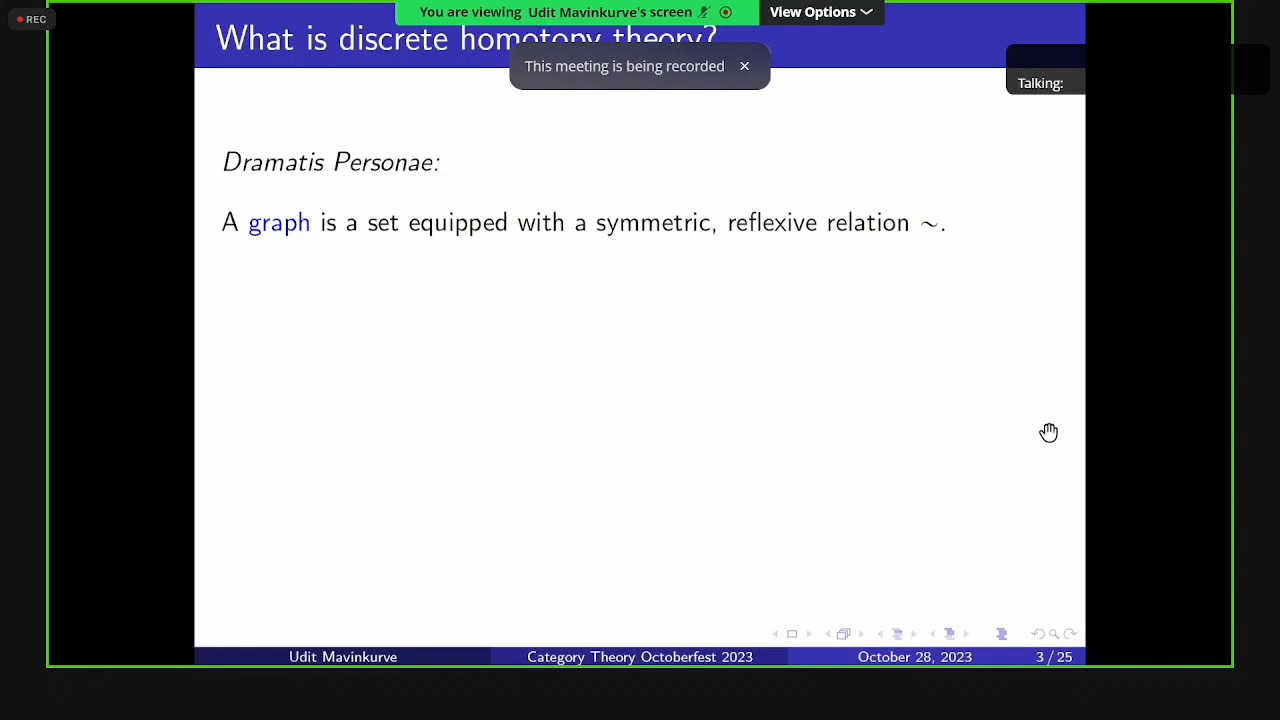 REC
You are viewing Udit Mavinkurve's screen
View Options
What is discrete homotopy theory?
This meeting is being recorded
Talking:
Dramatis Personae:
A graph is a set equipped with a symmetric, reflexive relation ∼.
Udit Mavinkurve
Category Theory Octoberfest 2023
October 28, 2023
3 / 25